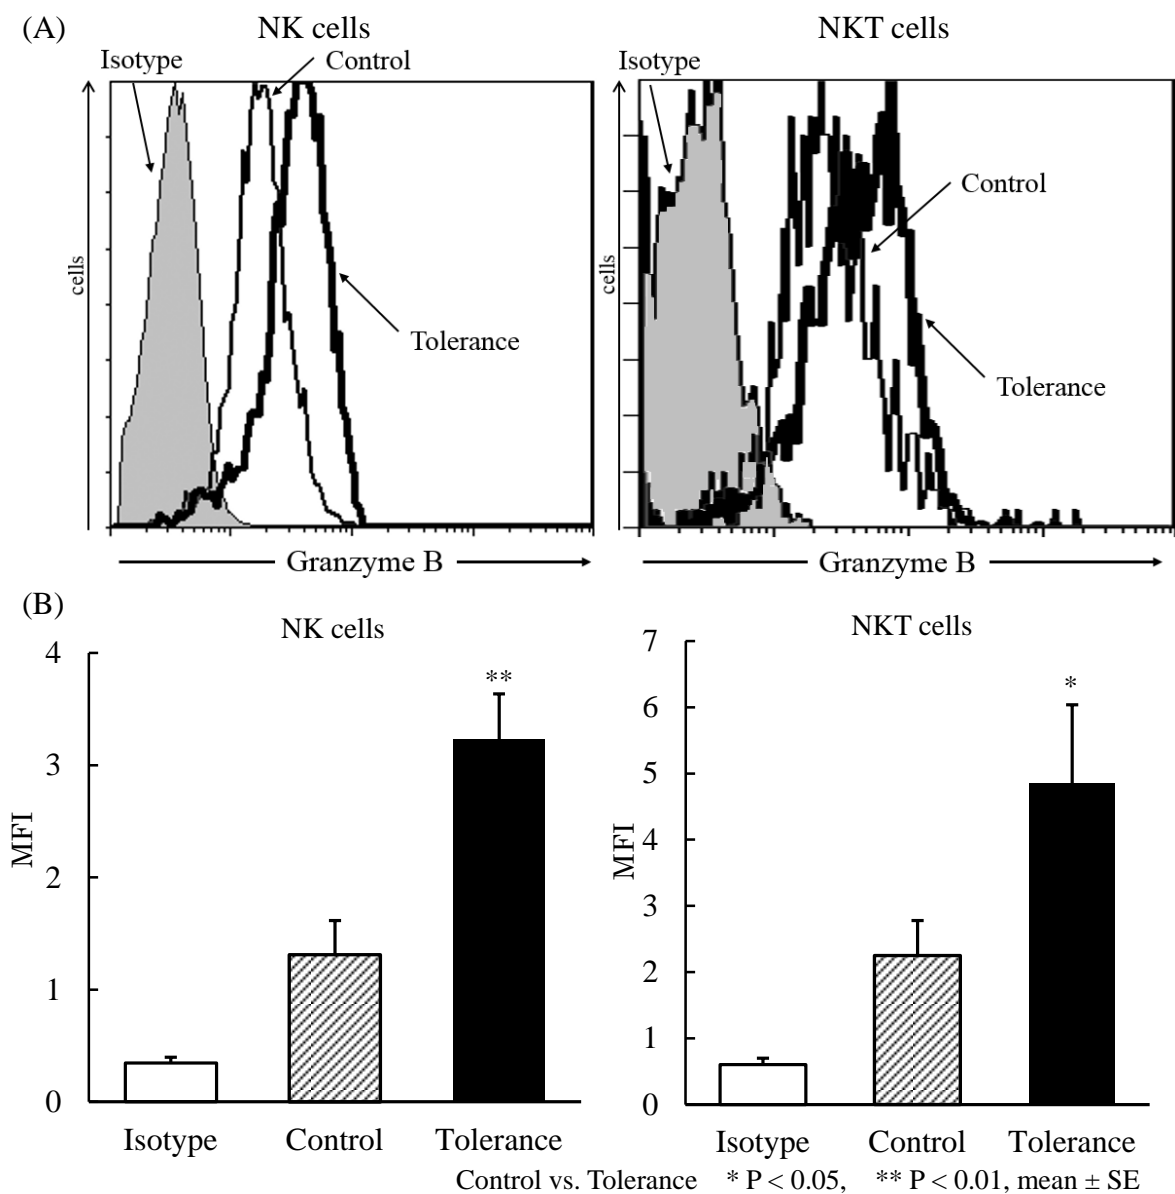 (A)
NK cells
NKT cells
Isotype
Control
Isotype
Control
Tolerance
Tolerance
cells
cells
Granzyme B
Granzyme B
(B)
NK cells
NKT cells
4
3
2
1
0
MFI
**
Isotype
Control
Tolerance
7
6
5
4
3
2
1
0
MFI
*
Isotype
Control
Tolerance
Control vs. Tolerance * P < 0.05, ** P < 0.01, mean ± SE